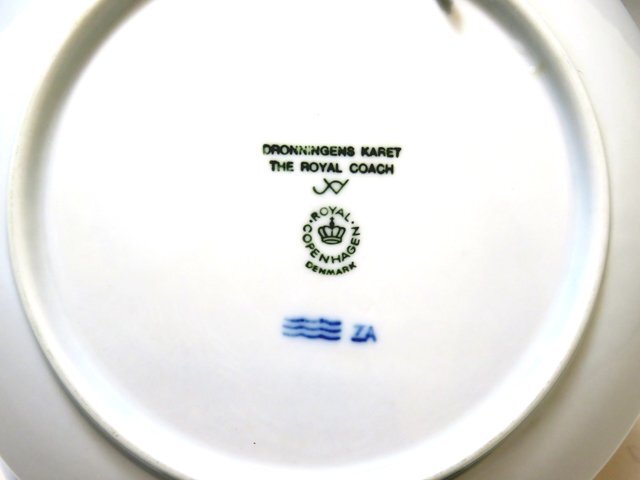 DRONNINGENS KARET
THE ROYAL COACH
ROYAL
COPENHAGEN
DENMARK
ZA